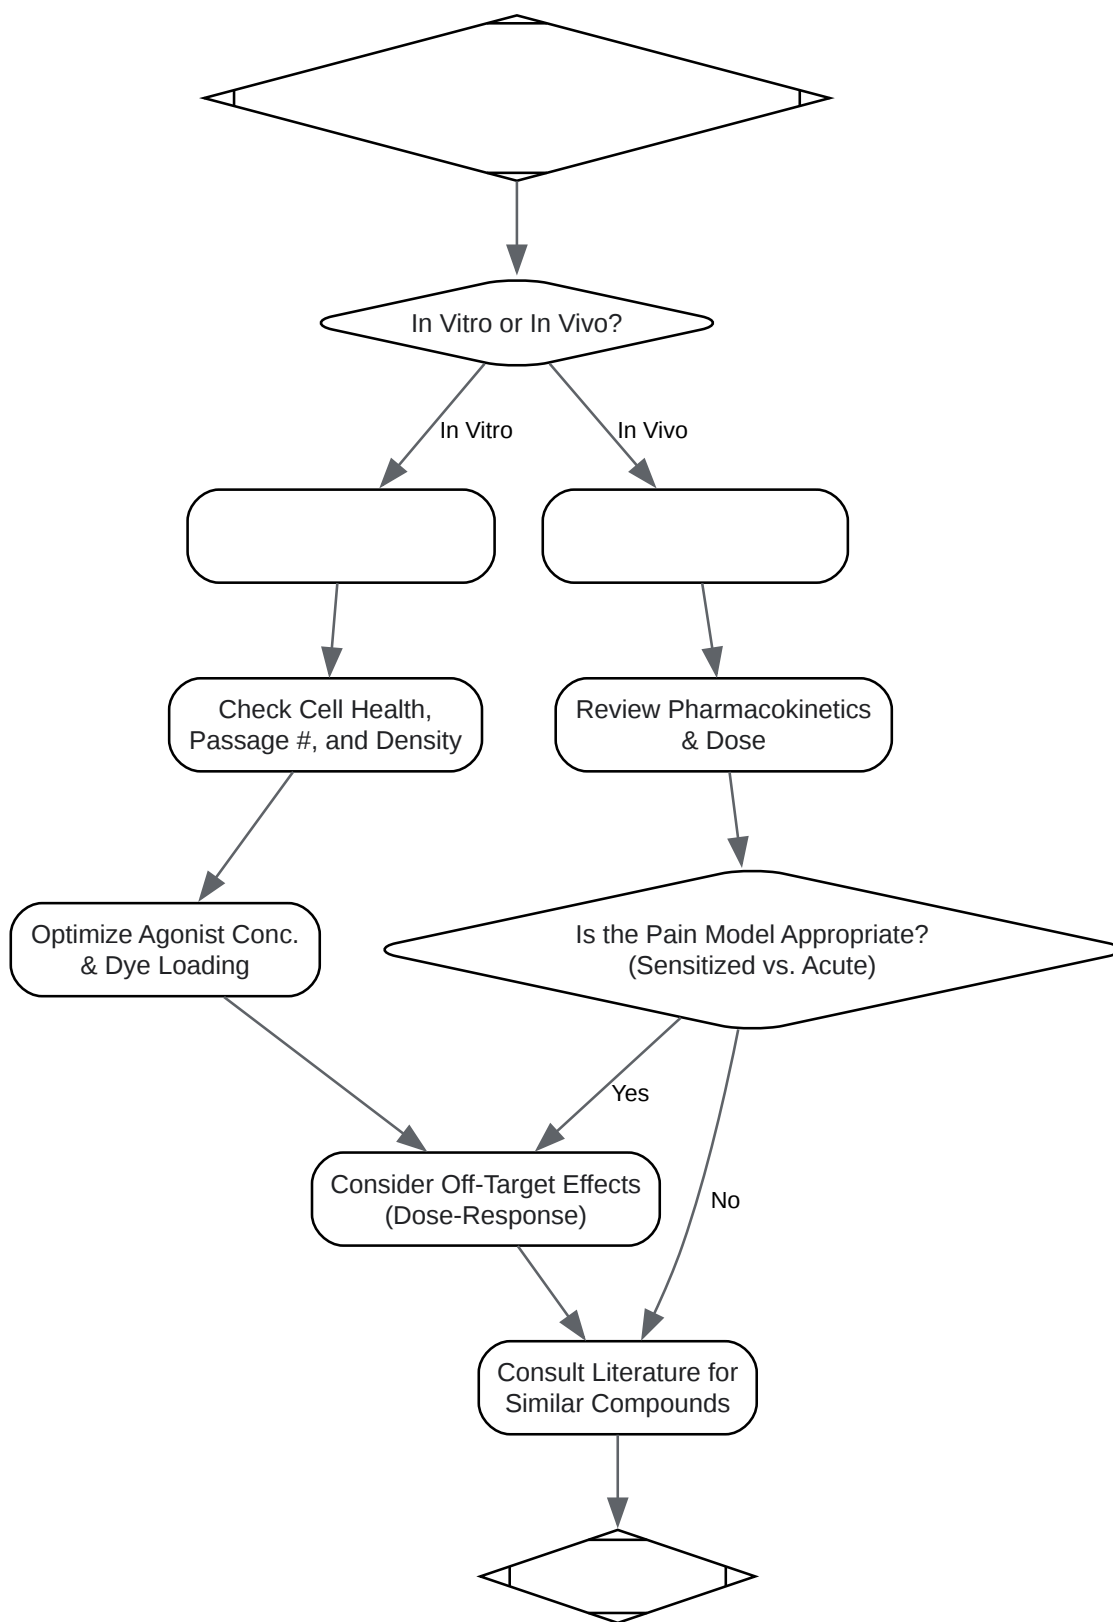 In Vitro or In Vivo?
In Vitro
In Vivo
Check Cell Health,
Passage #, and Density
Review Pharmacokinetics
& Dose
Optimize Agonist Conc.
& Dye Loading
Is the Pain Model Appropriate?
(Sensitized vs. Acute)
Yes
Consider Off-Target Effects
(Dose-Response)
No
Consult Literature for
Similar Compounds